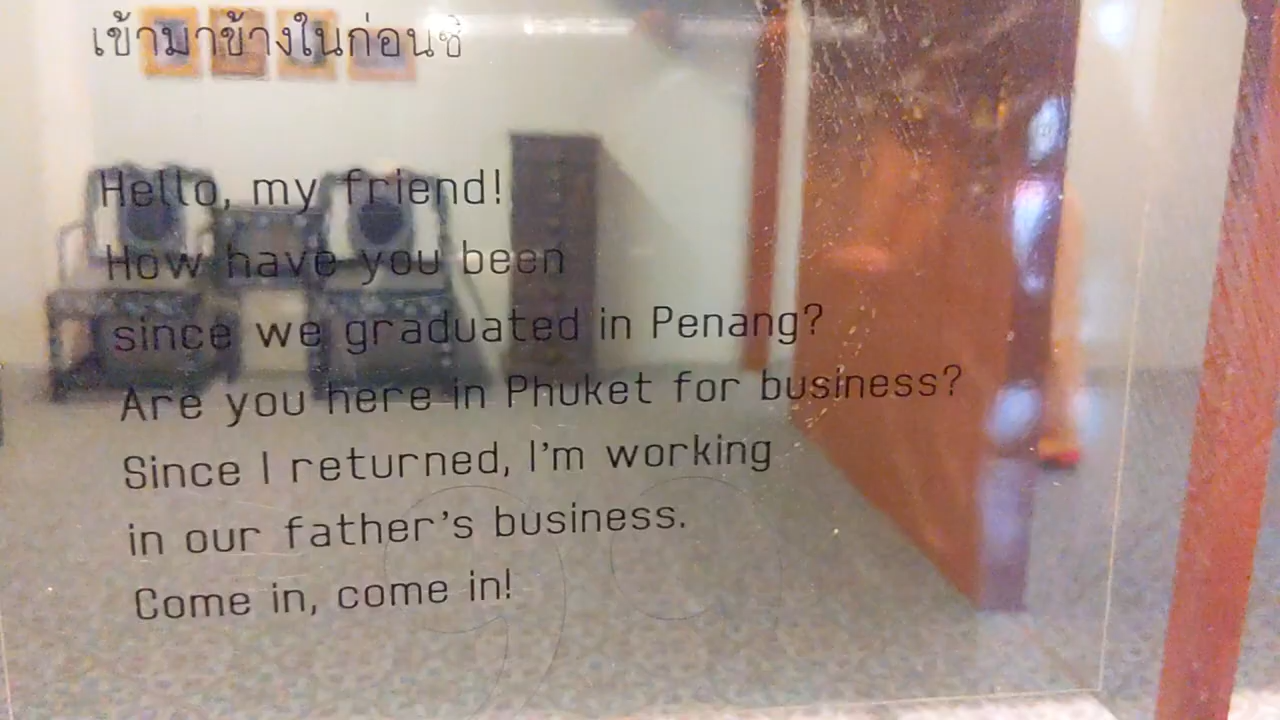 เข้ามาข้างในก่อนซิ
Hello, my friend!
How have you been
since we graduated in Penang?
Are you here in Phuket for business?
Since I returned, I'm working
in our father's business.
Come in, come in!